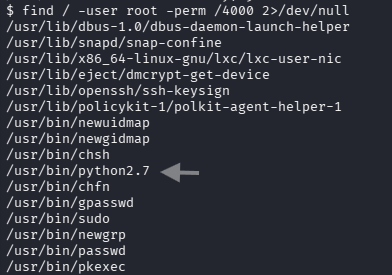 $ find / -user root -perm /4000 2>/dev/null
/usr/lib/dbus-1.0/dbus-daemon-launch-helper
/usr/lib/snapd/snap-confine
/usr/lib/x86_64-linux-gnu/lxc/lxc-user-nic
/usr/lib/eject/dmcrypt-get-device
/usr/lib/openssh/ssh-keysign
/usr/lib/policykit-1/polkit-agent-helper-1
/usr/bin/newuidmap
/usr/bin/newgidmap
/usr/bin/chsh
/usr/bin/python2.7
/usr/bin/chfn
/usr/bin/gpasswd
/usr/bin/sudo
/usr/bin/newgrp
/usr/bin/passwd
/usr/bin/pkexec